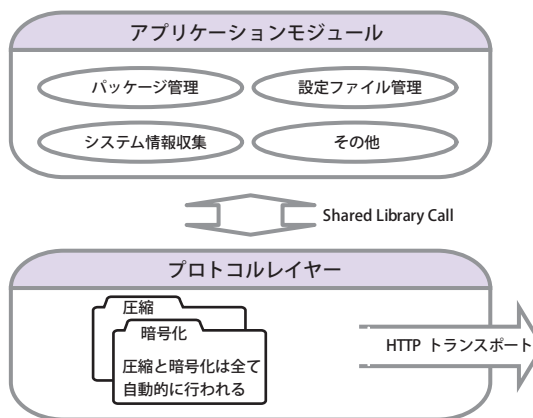 アプリケーションモジュール
パッケージ管理
設定ファイル管理
システム情報収集
その他
Shared Library Call
プロトコルレイヤー
圧縮
暗号化
圧縮と暗号化は全て
自動的に行われる
HTTP トランスポート